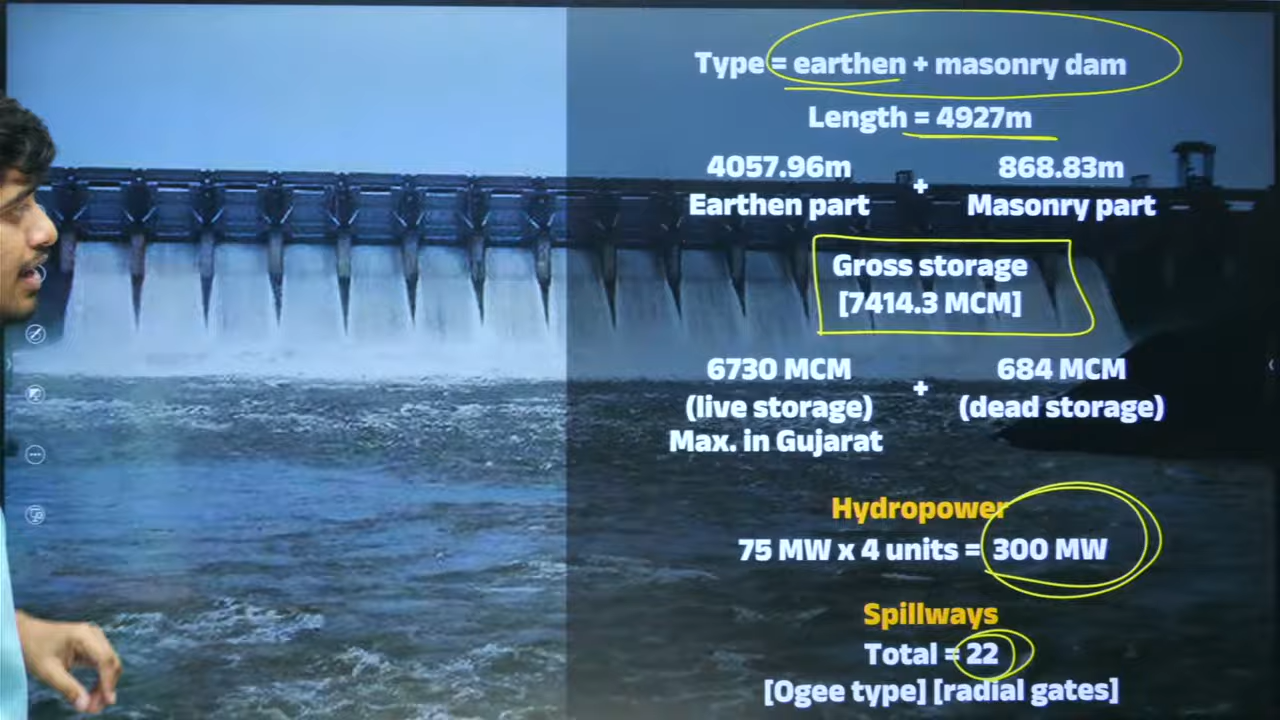 Type = earthen + masonry dam
Length = 4927m
4057.96m + 868.83m
Earthen part Masonry part
Gross storage
[7414.3 MCM]
6730 MCM + 684 MCM
(live storage) (dead storage)
Max. in Gujarat
Hydropower
75 MW x 4 units = 300 MW
Spillways
Total = 22
[Ogee type] [radial gates]